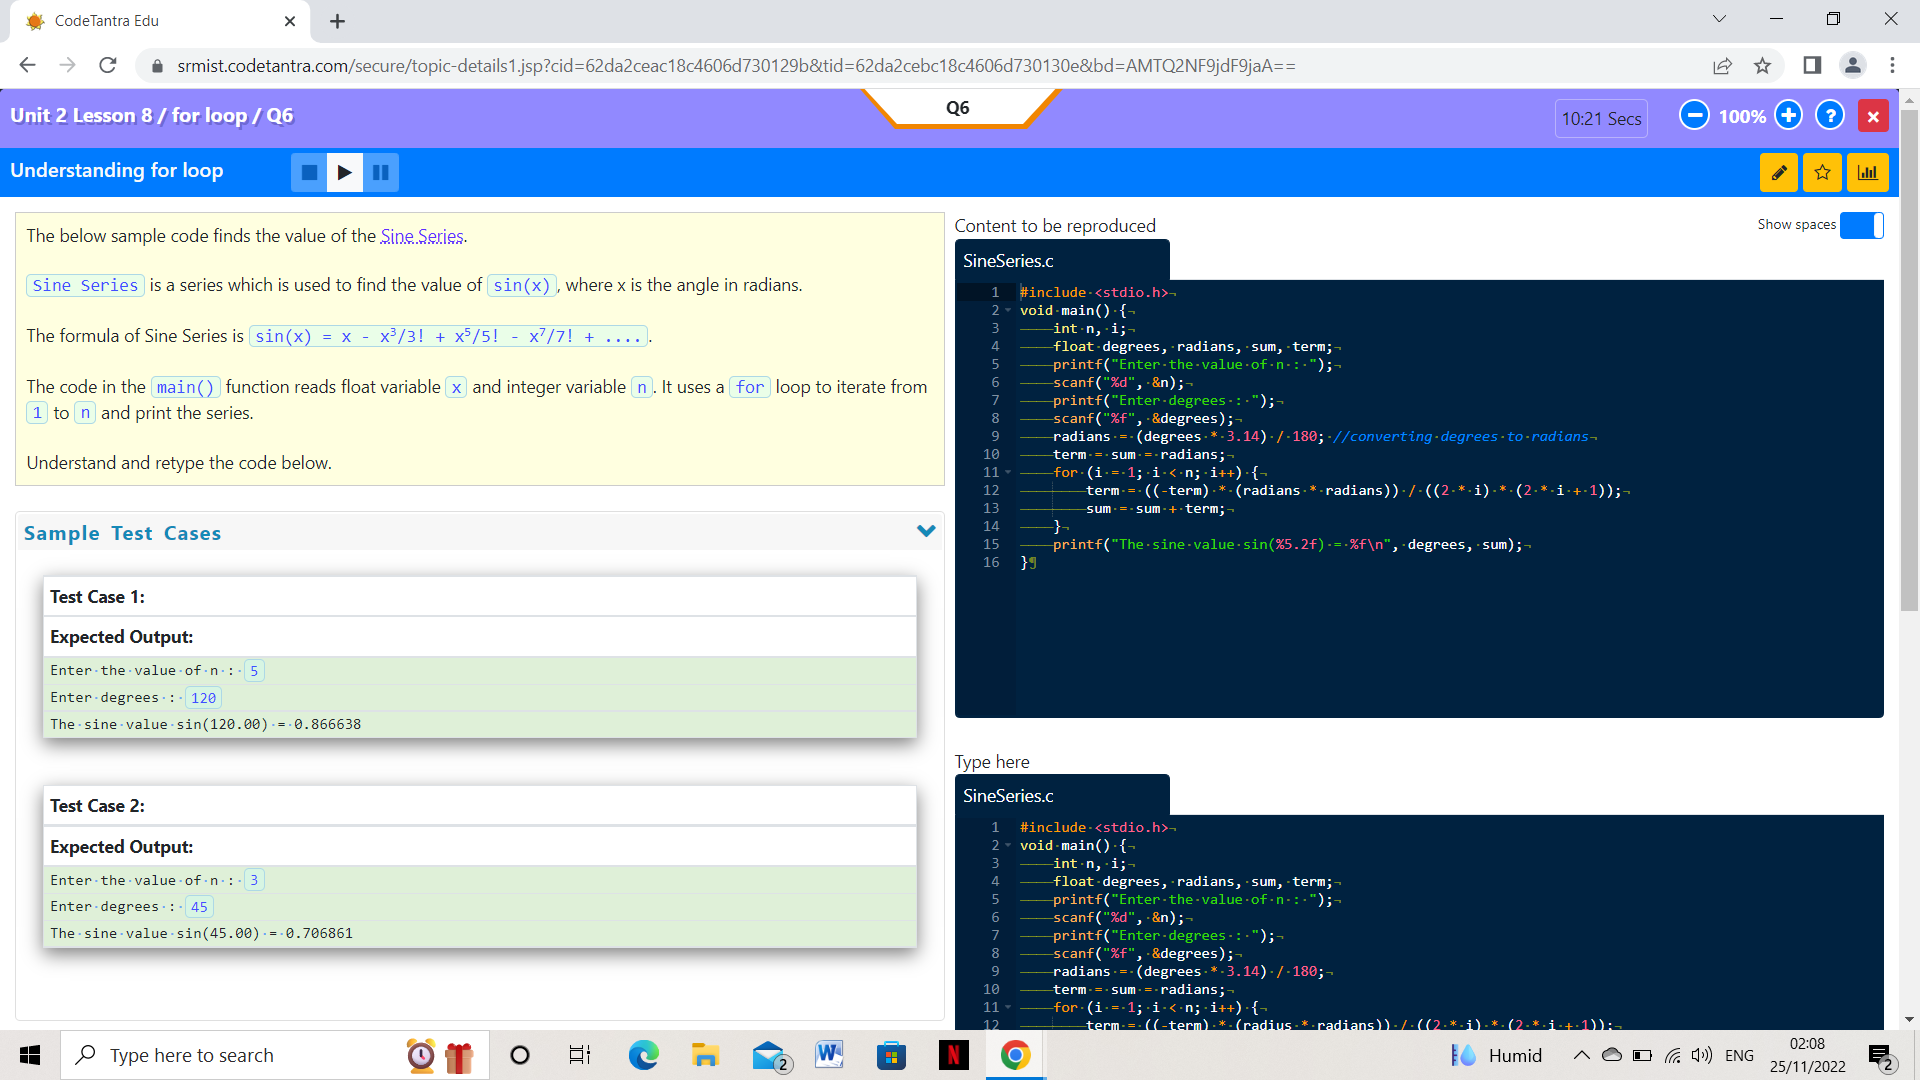 CodeTantra Edu
srmist.codetantra.com/secure/topic-details1.jsp?cid=62da2ceac18c4606d730129b&tid=62da2cebc18c4606d730130e&bd=AMTQ2NF9jdF9jaA==
Unit 2 Lesson 8 / for loop / Q6
Q6
10:21 Secs
100%
?
Understanding for loop
The below sample code finds the value of the Sine Series.
Sine Series is a series which is used to find the value of sin(x), where x is the angle in radians.
The formula of Sine Series is sin(x) = x - x³/3! + x⁵/5! - x⁷/7! + .... .
The code in the main() function reads float variable x and integer variable n. It uses a for loop to iterate from
1 to n and print the series.
Understand and retype the code below.
Sample Test Cases
Test Case 1:
Expected Output:
Enter·the·value·of·n·:· 5
Enter·degrees·:· 120
The·sine·value·sin(120.00)·=·0.866638
Test Case 2:
Expected Output:
Enter·the·value·of·n·:· 3
Enter·degrees·:· 45
The·sine·value·sin(45.00)·=·0.706861
Content to be reproduced
Show spaces
SineSeries.c
1 #include·<stdio.h>¬
2 void·main()·{¬
3 ————int·n,·i;¬
4 ————float·degrees,·radians,·sum,·term;¬
5 ————printf("Enter·the·value·of·n·:·");¬
6 ————scanf("%d",·&n);¬
7 ————printf("Enter·degrees·:·");¬
8 ————scanf("%f",·&degrees);¬
9 ————radians·=·(degrees·*·3.14)·/·180;·//converting·degrees·to·radians¬
10 ————term·=·sum·=·radians;¬
11 ————for·(i·=·1;·i·<·n;·i++)·{¬
12 ————————term·=·((-term)·*·(radians·*·radians))·/·((2·*·i)·*·(2·*·i·+·1));¬
13 ————————sum·=·sum·+·term;¬
14 ————}¬
15 ————printf("The·sine·value·sin(%5.2f)·=·%f\n",·degrees,·sum);¬
16 }¶
Type here
SineSeries.c
1 #include·<stdio.h>¬
2 void·main()·{¬
3 ————int·n,·i;¬
4 ————float·degrees,·radians,·sum,·term;¬
5 ————printf("Enter·the·value·of·n·:·");¬
6 ————scanf("%d",·&n);¬
7 ————printf("Enter·degrees·:·");¬
8 ————scanf("%f",·&degrees);¬
9 ————radians·=·(degrees·*·3.14)·/·180;¬
10 ————term·=·sum·=·radians;¬
11 ————for·(i·=·1;·i·<·n;·i++)·{¬
12 ————————term·=·((-term)·*·(radius·*·radians))·/·((2·*·i)·*·(2·*·i·+·1));¬
Type here to search
2
W
N
Humid
ENG
02:08
25/11/2022
2